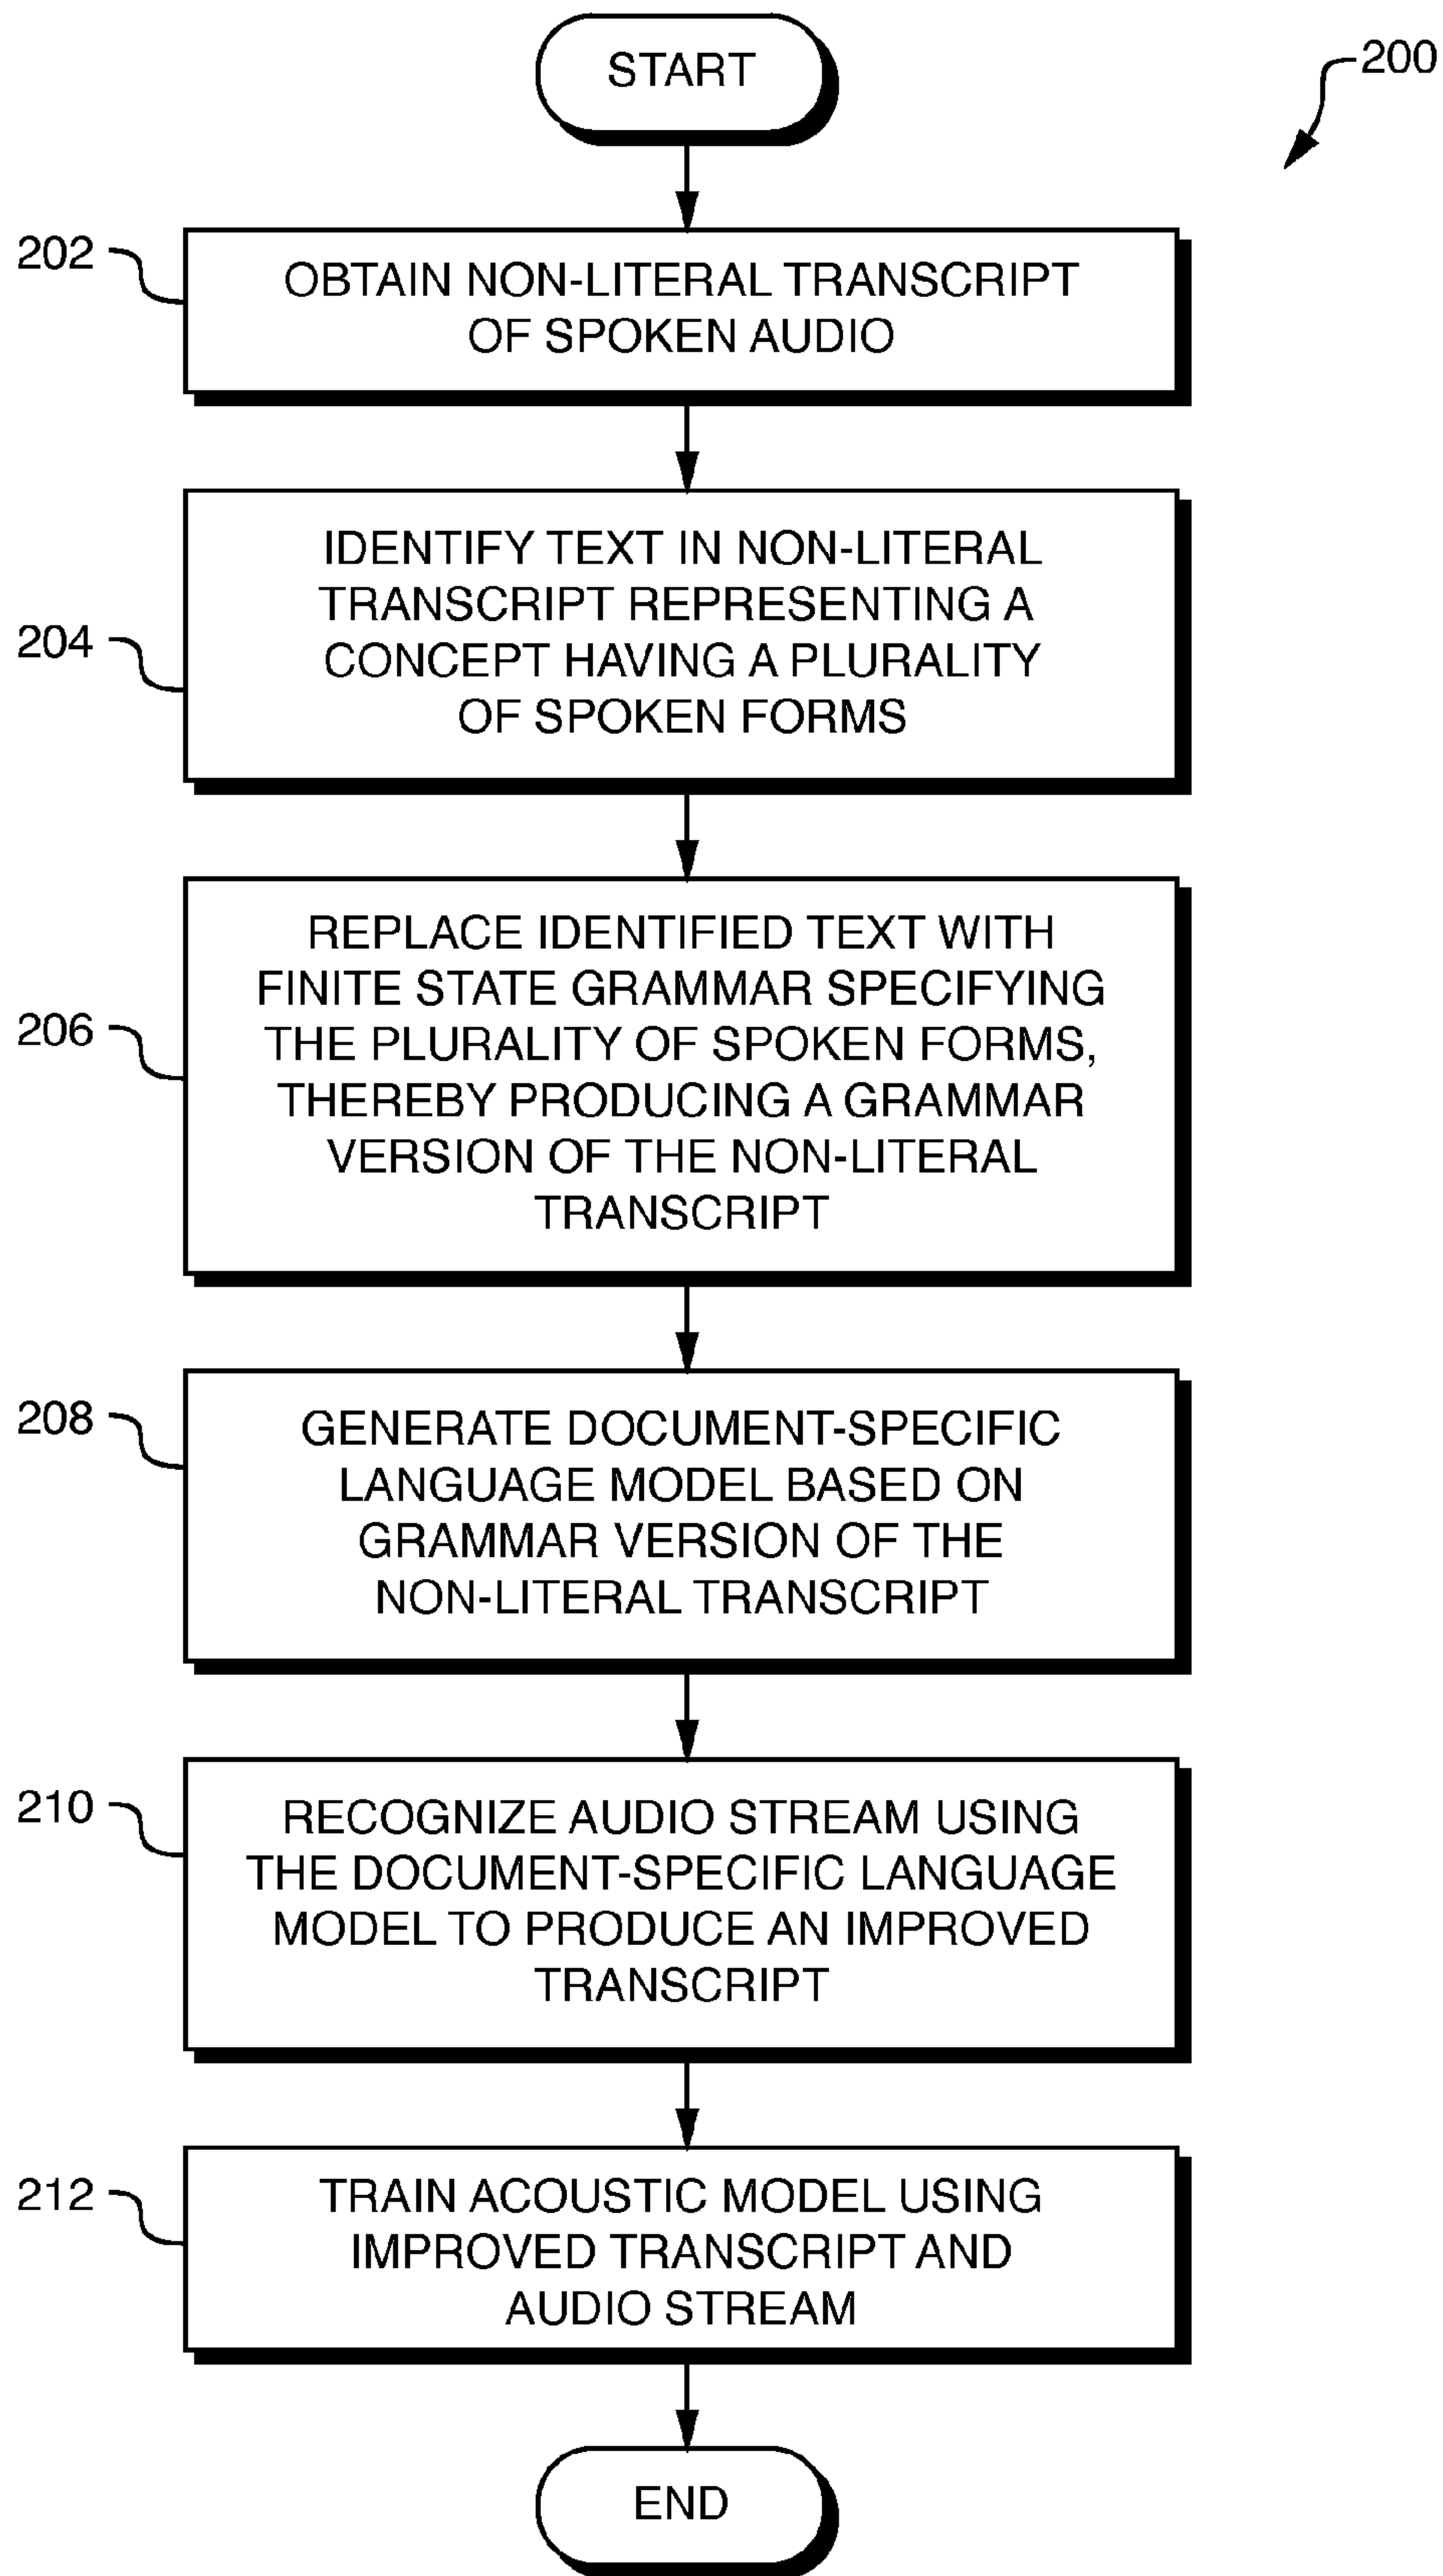 START
200
202
OBTAIN NON-LITERAL TRANSCRIPT
OF SPOKEN AUDIO
204
IDENTIFY TEXT IN NON-LITERAL
TRANSCRIPT REPRESENTING A
CONCEPT HAVING A PLURALITY
OF SPOKEN FORMS
206
REPLACE IDENTIFIED TEXT WITH
FINITE STATE GRAMMAR SPECIFYING
THE PLURALITY OF SPOKEN FORMS,
THEREBY PRODUCING A GRAMMAR
VERSION OF THE NON-LITERAL
TRANSCRIPT
208
GENERATE DOCUMENT-SPECIFIC
LANGUAGE MODEL BASED ON
GRAMMAR VERSION OF THE
NON-LITERAL TRANSCRIPT
210
RECOGNIZE AUDIO STREAM USING
THE DOCUMENT-SPECIFIC LANGUAGE
MODEL TO PRODUCE AN IMPROVED
TRANSCRIPT
212
TRAIN ACOUSTIC MODEL USING
IMPROVED TRANSCRIPT AND
AUDIO STREAM
END